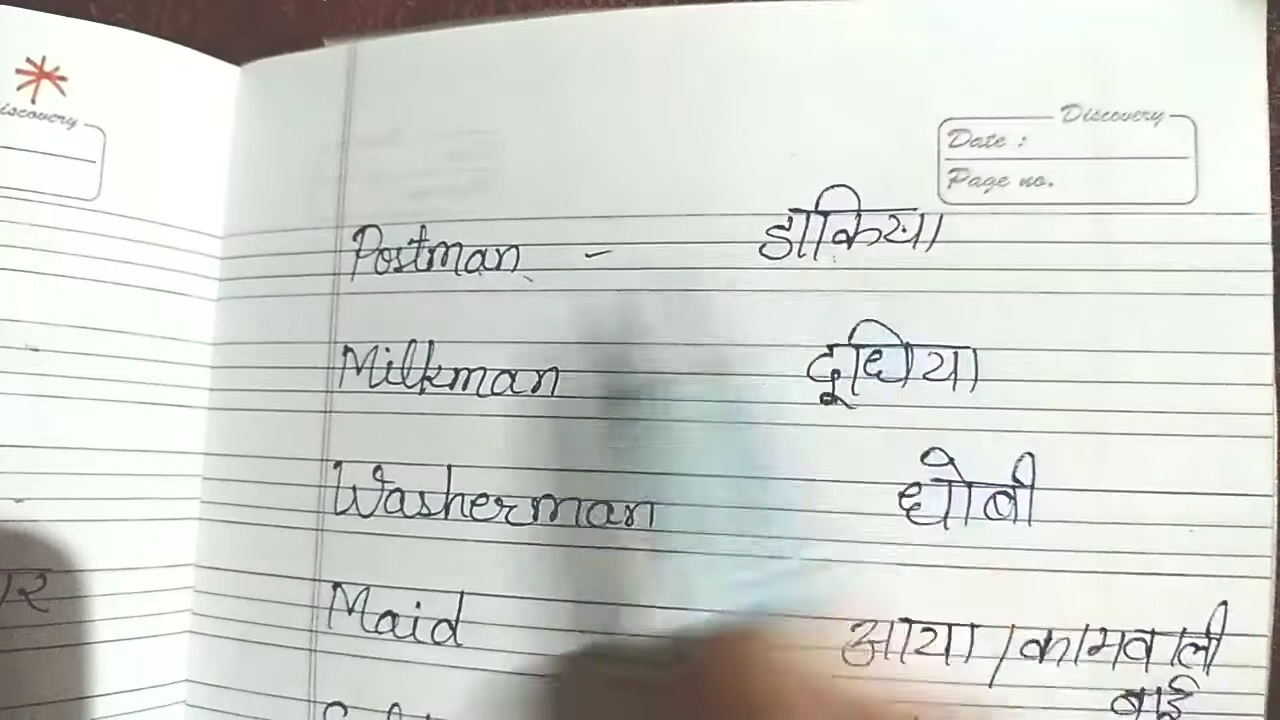 Discovery
Date :
Page no.
Postman - डाकिया
Milkman दूधिया
Washerman धोबी
Maid आया / कामवाली
बाई